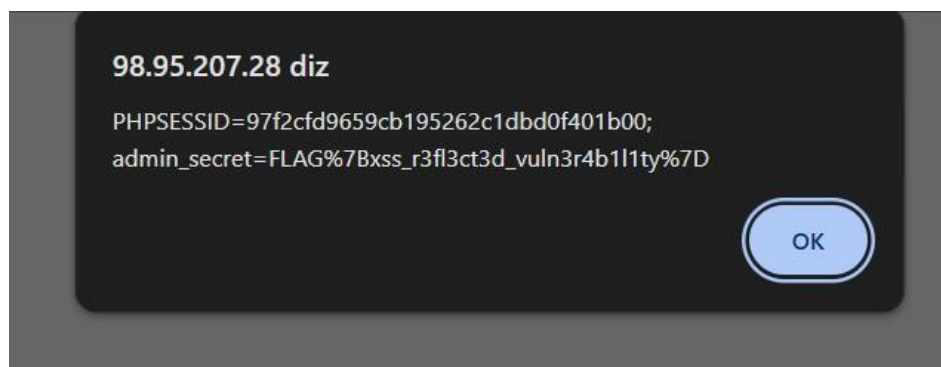 98.95.207.28 diz
PHPSESSID=97f2cfd9659cb195262c1dbd0f401b00;
admin_secret=FLAG%7Bxss_r3fl3ct3d_vuln3r4b1l1ty%7D
OK